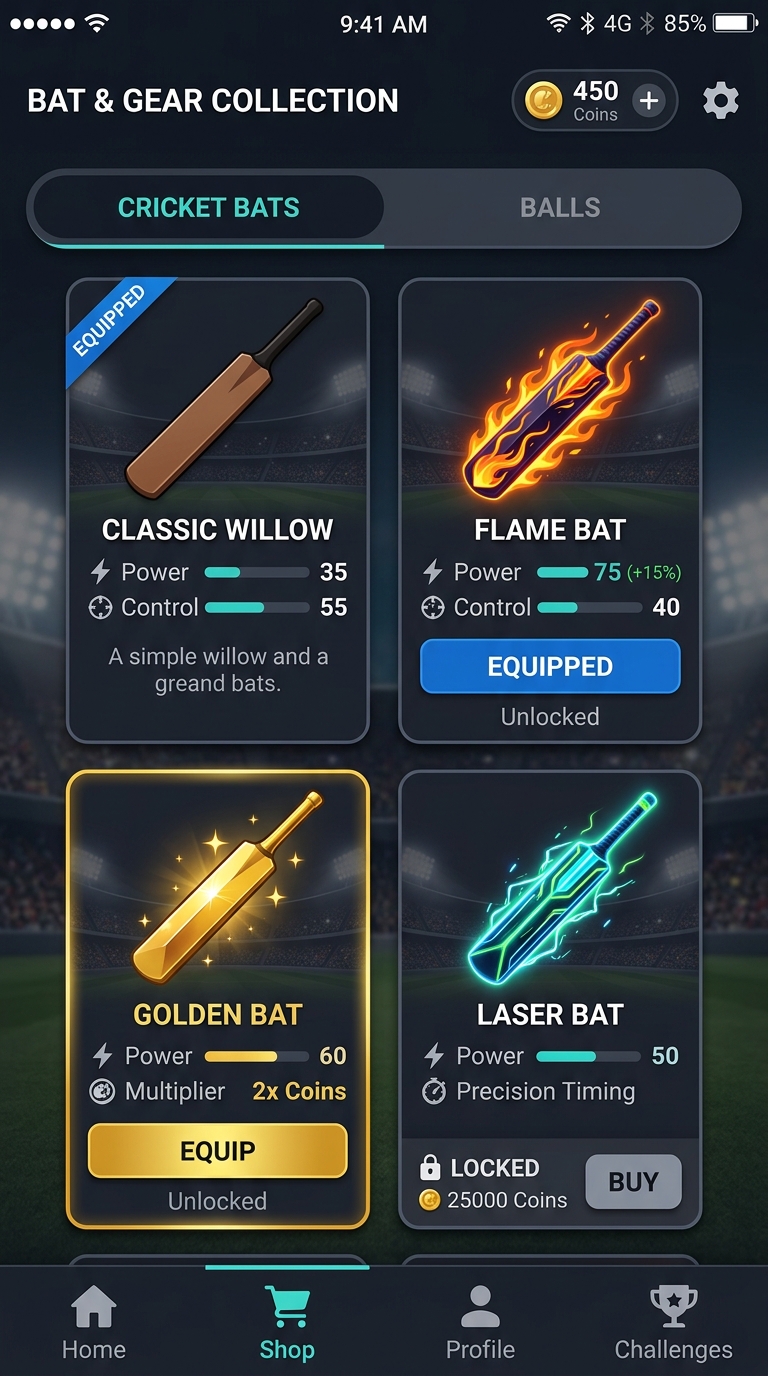 9:41 AM 4G 85%
BAT & GEAR COLLECTION
450
Coins
CRICKET BATS
BALLS
EQUIPPED
CLASSIC WILLOW
Power 35
Control 55
A simple willow and a
greand bats.
FLAME BAT
Power 75 (+15%)
Control 40
EQUIPPED
Unlocked
GOLDEN BAT
Power 60
Multiplier 2x Coins
EQUIP
Unlocked
LASER BAT
Power 50
Precision Timing
LOCKED
25000 Coins
BUY
Home
Shop
Profile
Challenges